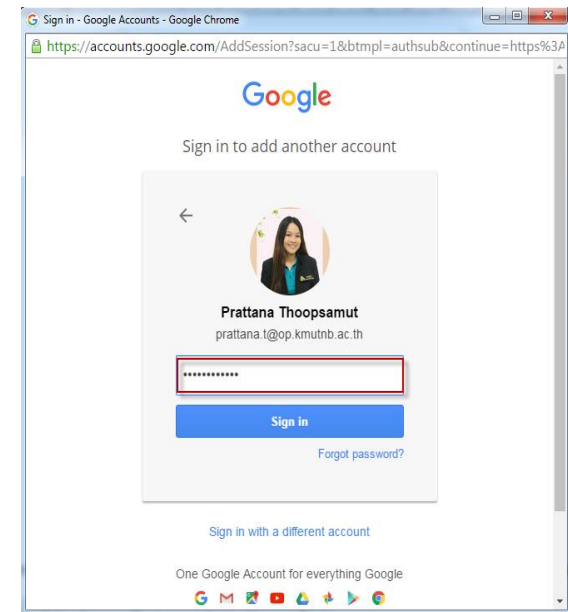 Sign in - Google Accounts - Google Chrome
https://accounts.google.com/AddSession?sacu=1&btmpl=authsub&continue=https%3A
Google
Sign in to add another account
Prattana Thoopsamut
prattana.t@op.kmutnb.ac.th
••••••••••••
Sign in
Forgot password?
Sign in with a different account
One Google Account for everything Google